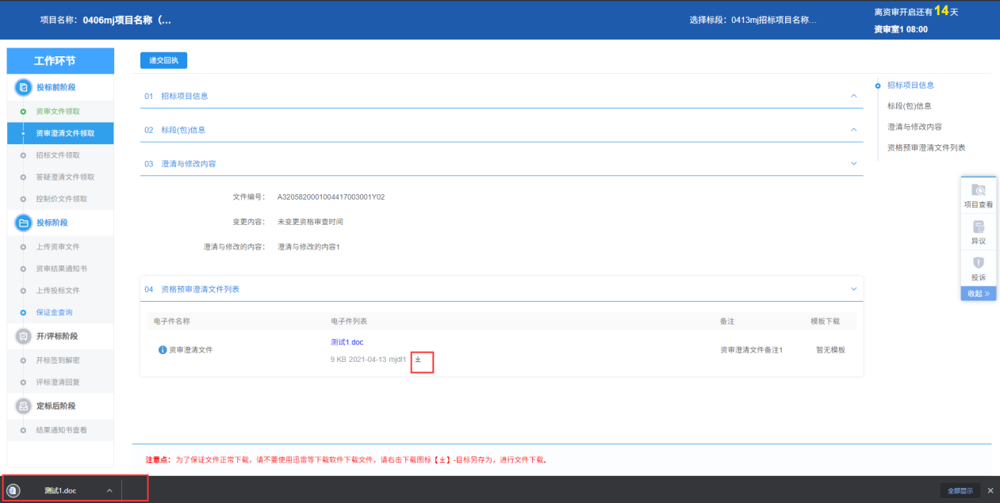 项目名称: 0406mj项目名称（...
选择标段: 0413mj招标项目名称...
离资审开启还有14天
资审室1 08:00
工作环节
投标前阶段
资审文件领取
资审澄清文件领取
招标文件领取
答疑澄清文件领取
控制价文件领取
投标阶段
上传资审文件
资审结果通知书
上传投标文件
保证金查询
开/评标阶段
开标签到解密
评标澄清回复
定标后阶段
结果通知书查看
递交回执
01 招标项目信息
02 标段(包)信息
03 澄清与修改内容
文件编号: A3205820001004417003001Y02
变更内容: 未变更资格审查时间
澄清与修改的内容: 澄清与修改的内容1
04 资格预审澄清文件列表
电子件名称 电子件列表 备注 模板下载
测试1.doc
资审澄清文件 资审澄清文件备注1 暂无模板
9 KB 2021-04-13 mjdl1
注意点: 为了保证文件正常下载，请不要使用迅雷等下载软件下载文件，请右击下载图标【】-目标另存为，进行文件下载。
招标项目信息
标段(包)信息
澄清与修改内容
资格预审澄清文件列表
项目查看
异议
投诉
收起 »
测试1.doc
全部显示